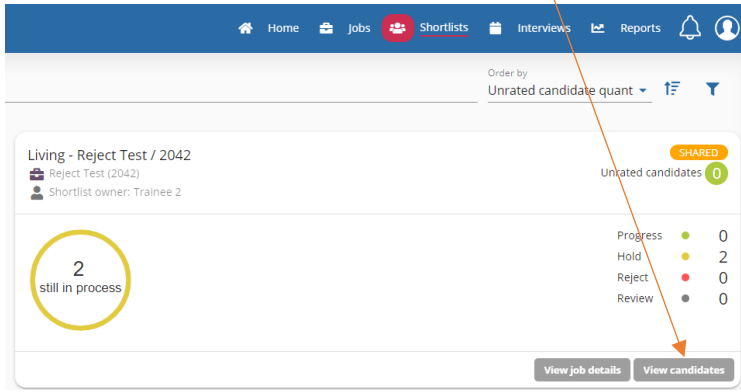 Home Jobs Shortlists Interviews Reports
Order by
Unrated candidate quant
Living - Reject Test / 2042
SHARED
Reject Test (2042)
Unrated candidates 0
Shortlist owner: Trainee 2
2
still in process
Progress 0
Hold 2
Reject 0
Review 0
View job details View candidates